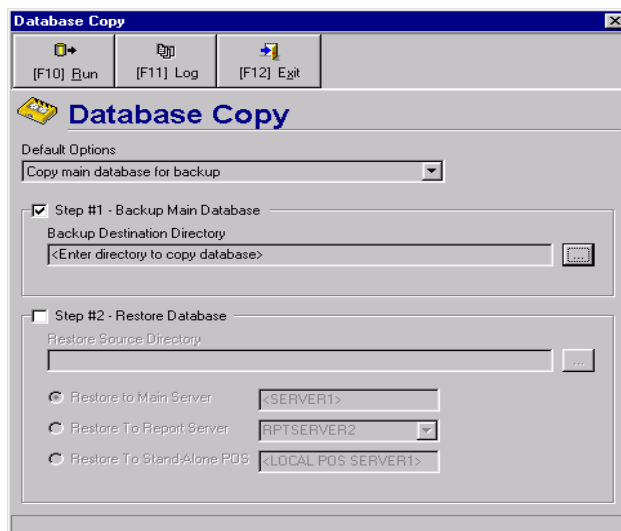 Database Copy
[F10] Run
[F11] Log
[F12] Exit
Database Copy
Default Options
Copy main database for backup
Step #1 - Backup Main Database
Backup Destination Directory
<Enter directory to copy database>
...
Step #2 - Restore Database
Restore Source Directory
...
Restore to Main Server
<SERVER1>
Restore To Report Server
RPTSERVER2
Restore To Stand-Alone POS
<LOCAL POS SERVER1>